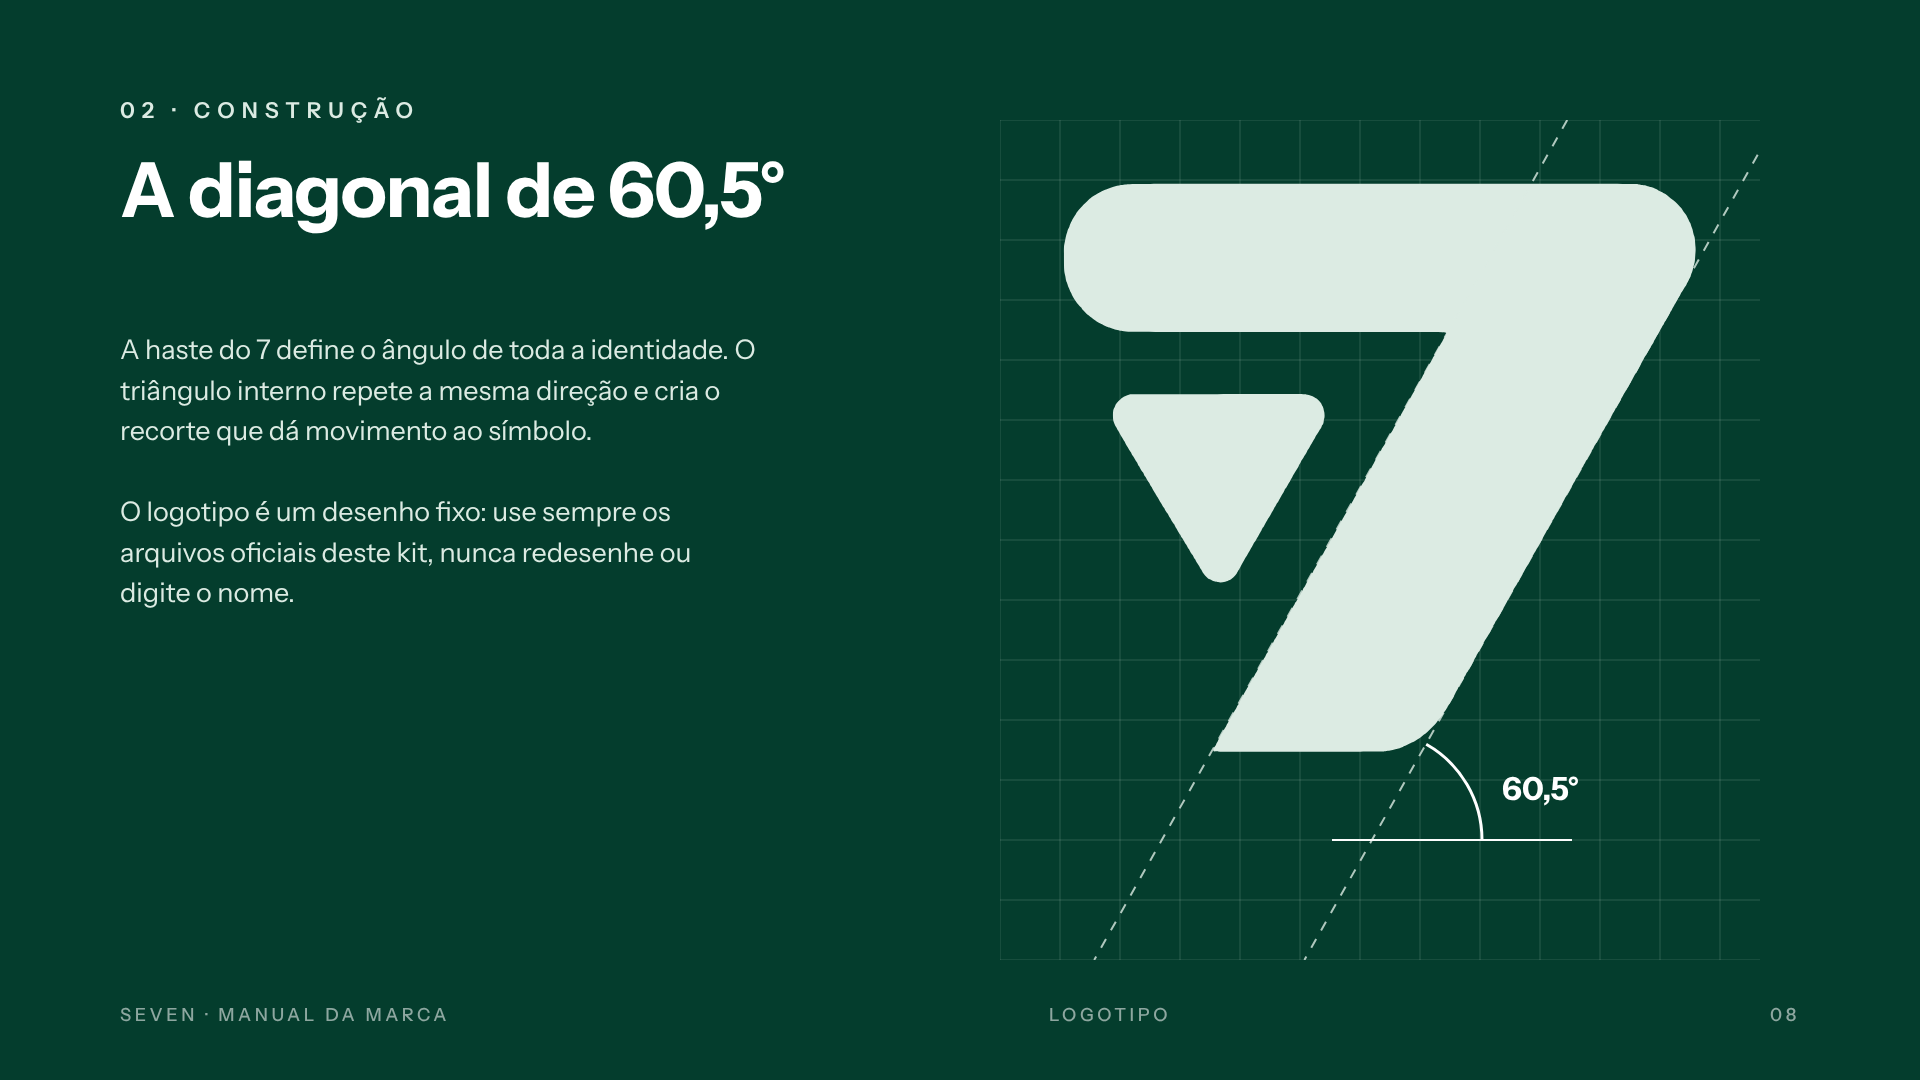 02 · CONSTRUÇÃO
A diagonal de 60,5°
A haste do 7 define o ângulo de toda a identidade. O
triângulo interno repete a mesma direção e cria o
recorte que dá movimento ao símbolo.
O logotipo é um desenho fixo: use sempre os
arquivos oficiais deste kit, nunca redesenhe ou
digite o nome.
7
60,5°
SEVEN · MANUAL DA MARCA
LOGOTIPO
08